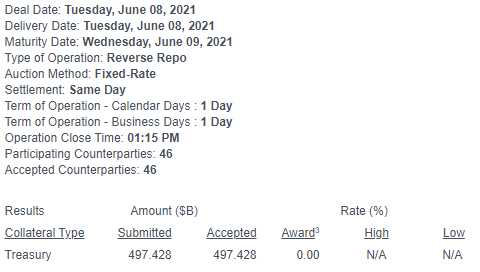 Deal Date: Tuesday, June 08, 2021
Delivery Date: Tuesday, June 08, 2021
Maturity Date: Wednesday, June 09, 2021
Type of Operation: Reverse Repo
Auction Method: Fixed-Rate
Settlement: Same Day
Term of Operation - Calendar Days : 1 Day
Term of Operation - Business Days : 1 Day
Operation Close Time: 01:15 PM
Participating Counterparties: 46
Accepted Counterparties: 46
Results Amount ($B) Rate (%)
Collateral Type Submitted Accepted Award³ High Low
Treasury 497.428 497.428 0.00 N/A N/A